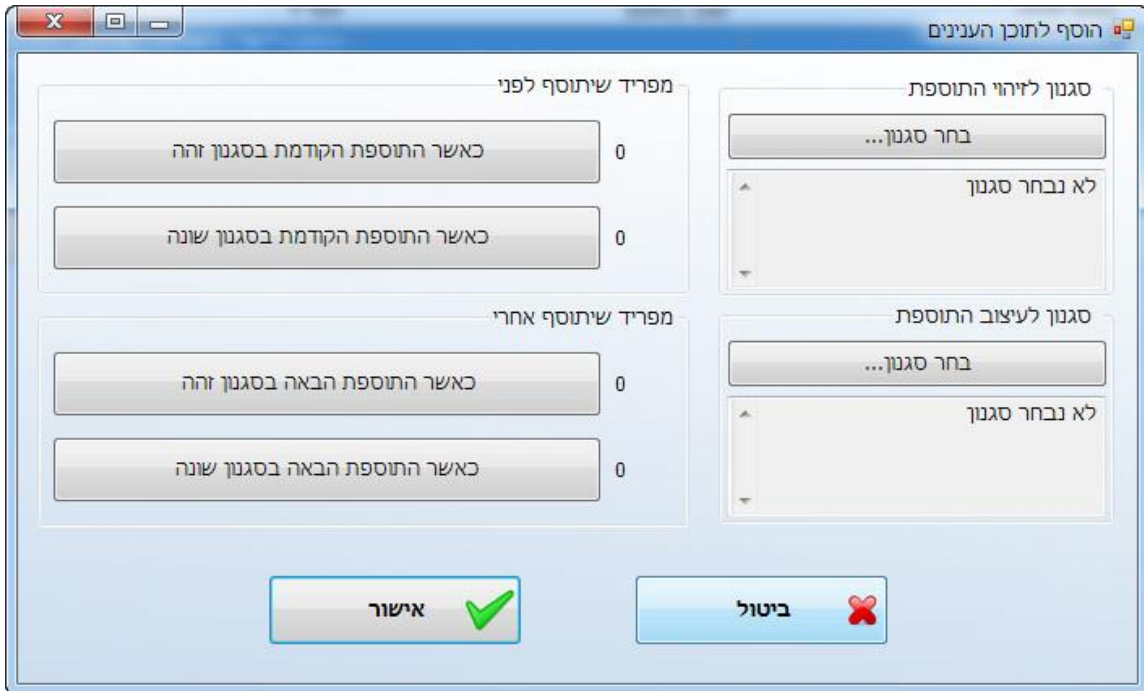 הוסף לתוכן הענינים
סגנון לזיהוי התוספת
בחר סגנון...
לא נבחר סגנון
סגנון לעיצוב התוספת
בחר סגנון...
לא נבחר סגנון
מפריד שיתוסף לפני
0 כאשר התוספת הקודמת בסגנון זהה
0 כאשר התוספת הקודמת בסגנון שונה
מפריד שיתוסף אחרי
0 כאשר התוספת הבאה בסגנון זהה
0 כאשר התוספת הבאה בסגנון שונה
ביטול
אישור